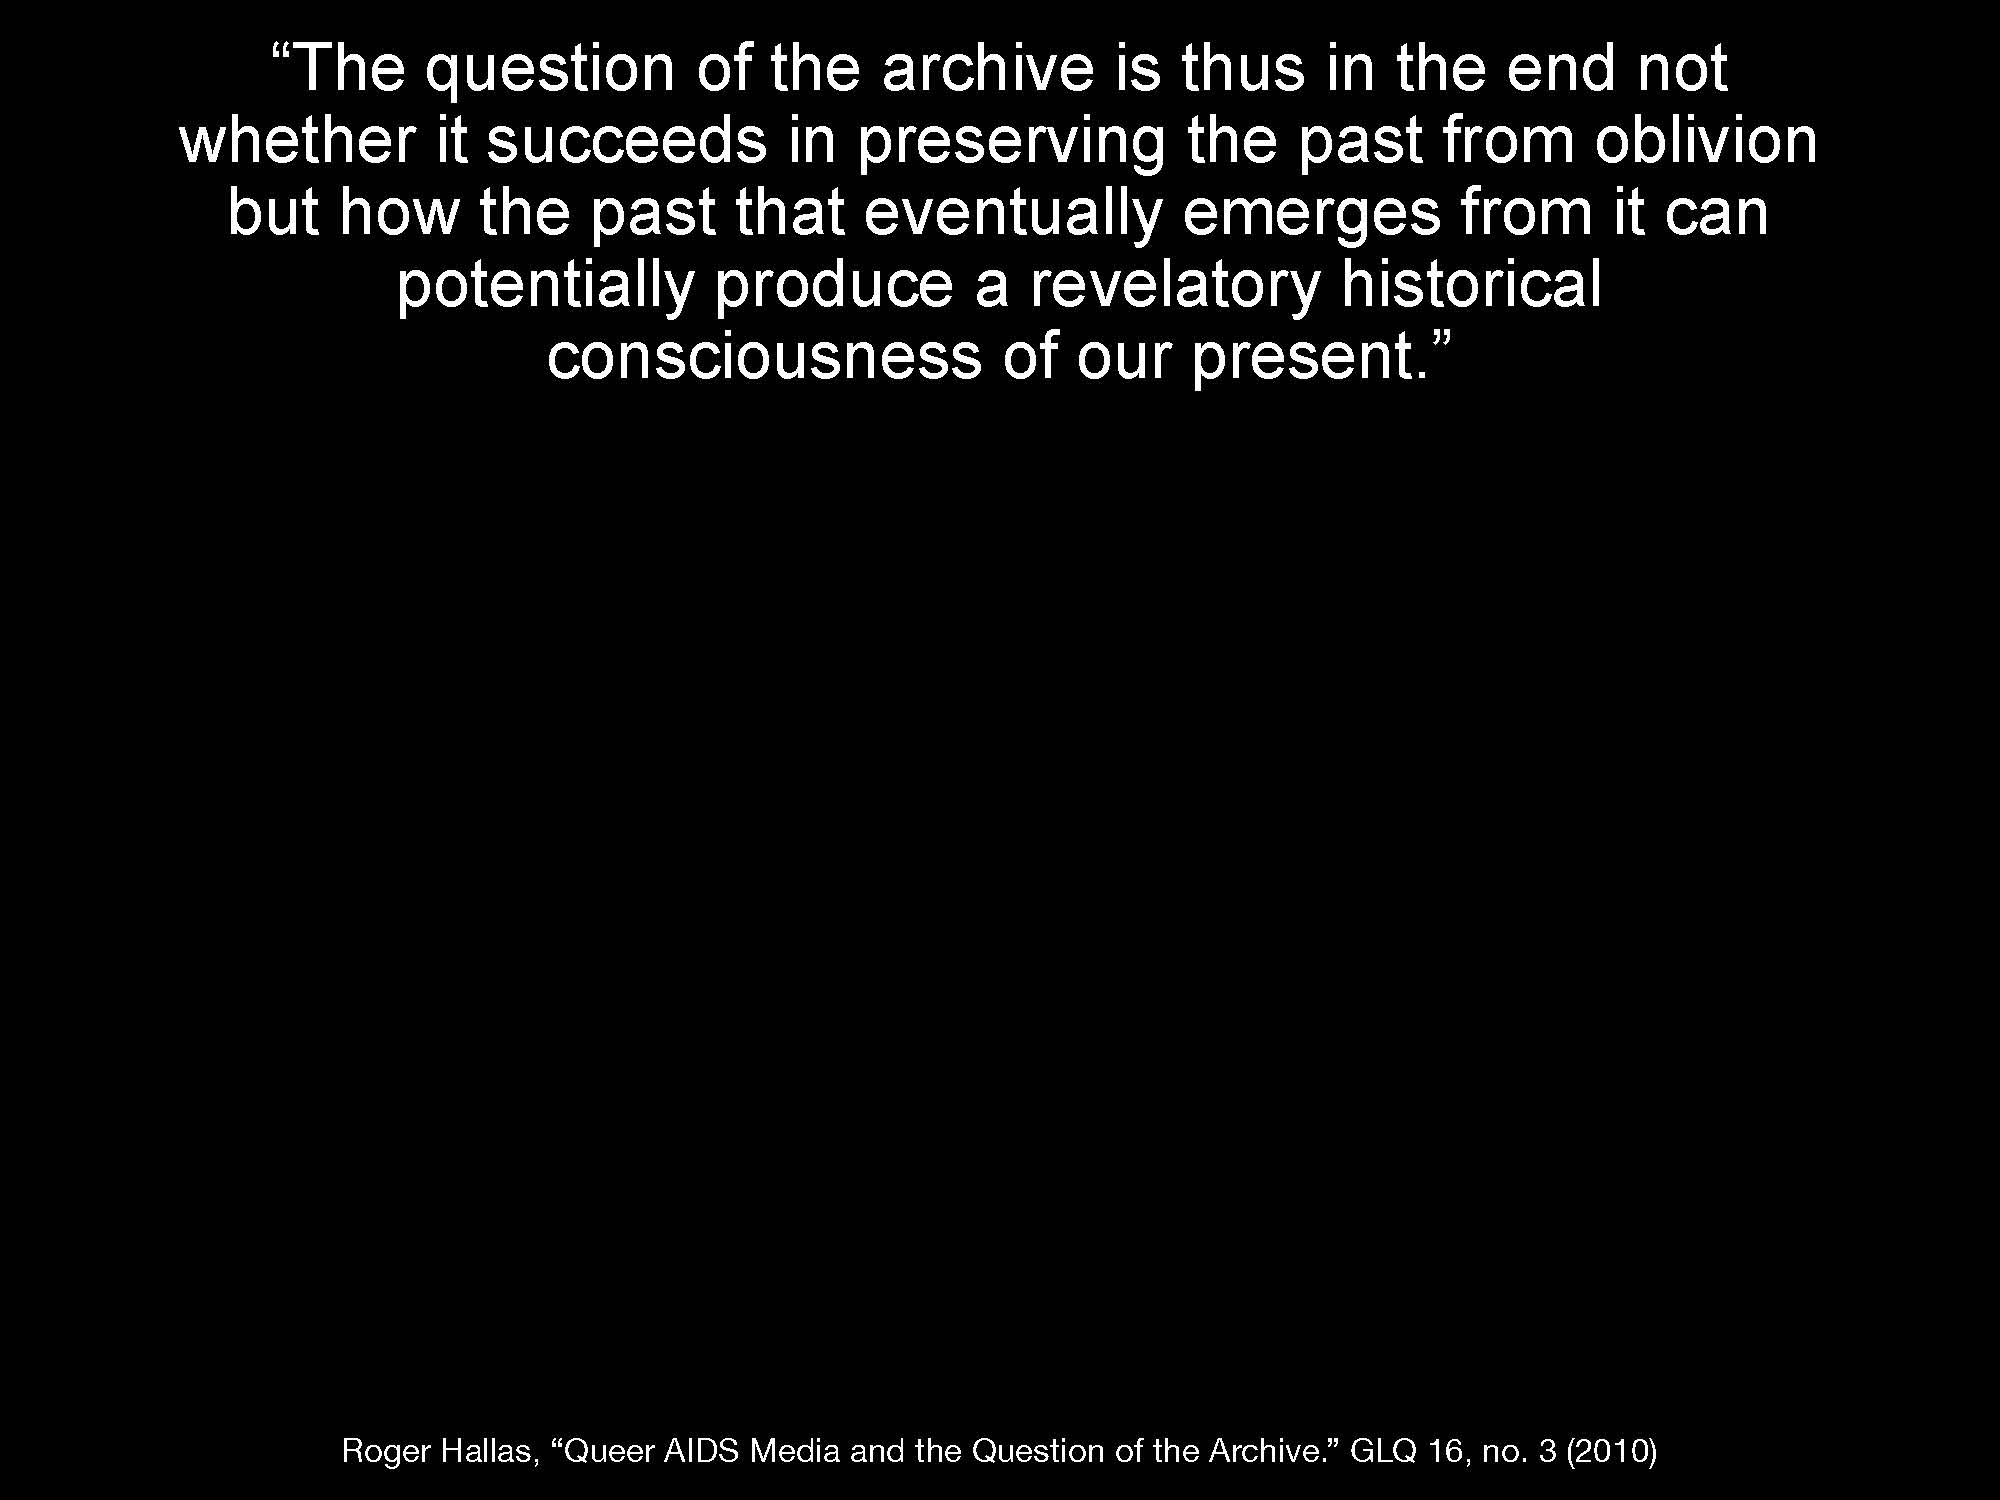 “The question of the archive is thus in the end not
whether it succeeds in preserving the past from oblivion
but how the past that eventually emerges from it can
potentially produce a revelatory historical
consciousness of our present.”
Roger Hallas, “Queer AIDS Media and the Question of the Archive.” GLQ 16, no. 3 (2010)